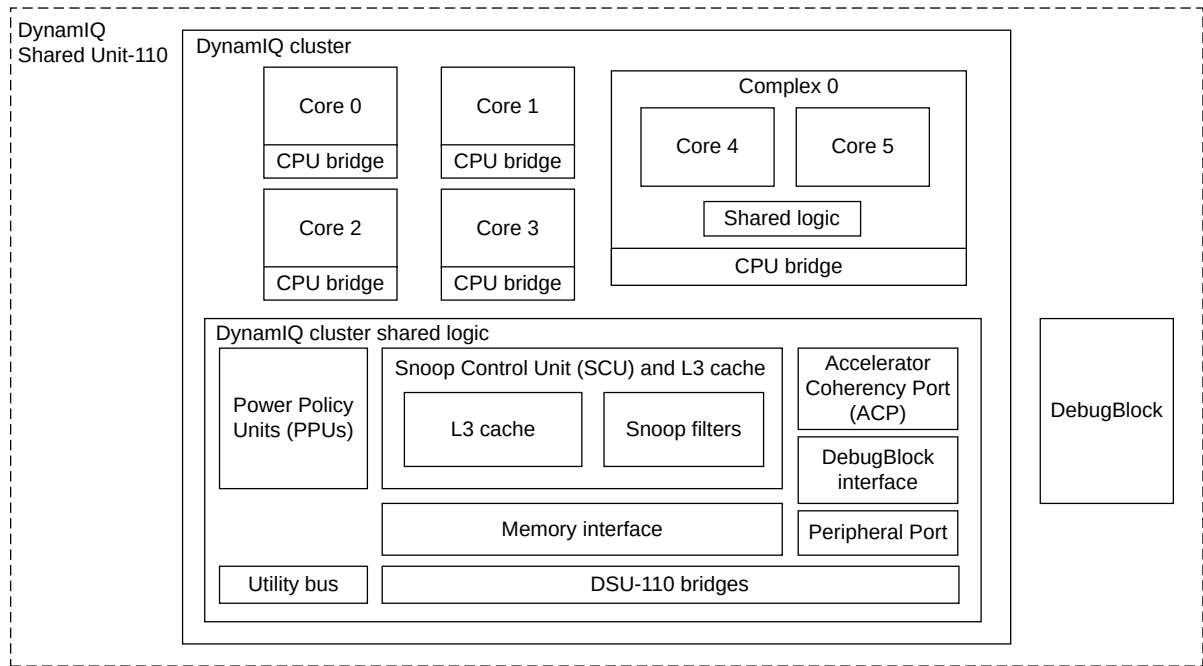 DynamIQ
Shared Unit-110
DynamIQ cluster
Core 0
CPU bridge
Core 1
CPU bridge
Core 2
CPU bridge
Core 3
CPU bridge
Complex 0
Core 4
Core 5
Shared logic
CPU bridge
DynamIQ cluster shared logic
Power Policy
Units (PPUs)
Snoop Control Unit (SCU) and L3 cache
L3 cache
Snoop filters
Accelerator
Coherency Port
(ACP)
DebugBlock
interface
Memory interface
Peripheral Port
Utility bus
DSU-110 bridges
DebugBlock